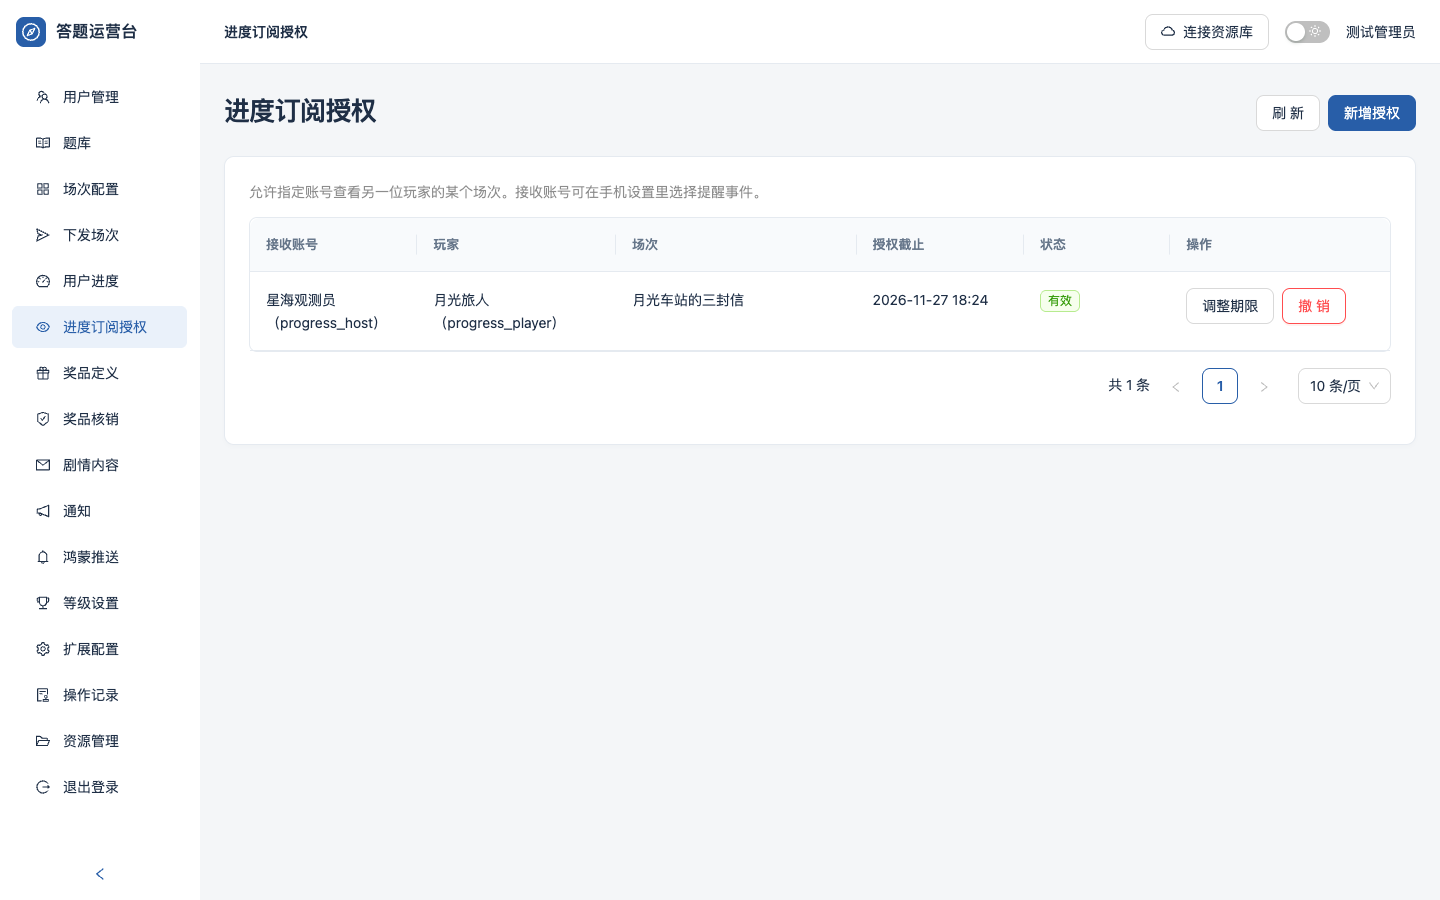 答题运营台
进度订阅授权
连接资源库
测试管理员
用户管理
题库
场次配置
下发场次
用户进度
进度订阅授权
奖品定义
奖品核销
剧情内容
通知
鸿蒙推送
等级设置
扩展配置
操作记录
资源管理
退出登录
进度订阅授权
刷 新
新增授权
允许指定账号查看另一位玩家的某个场次。接收账号可在手机设置里选择提醒事件。
接收账号 玩家 场次 授权截止 状态 操作
星海观测员 月光旅人 月光车站的三封信 2026-11-27 18:24 有效 调整期限 撤 销
（progress_host） （progress_player）
共 1 条 1 10 条/页